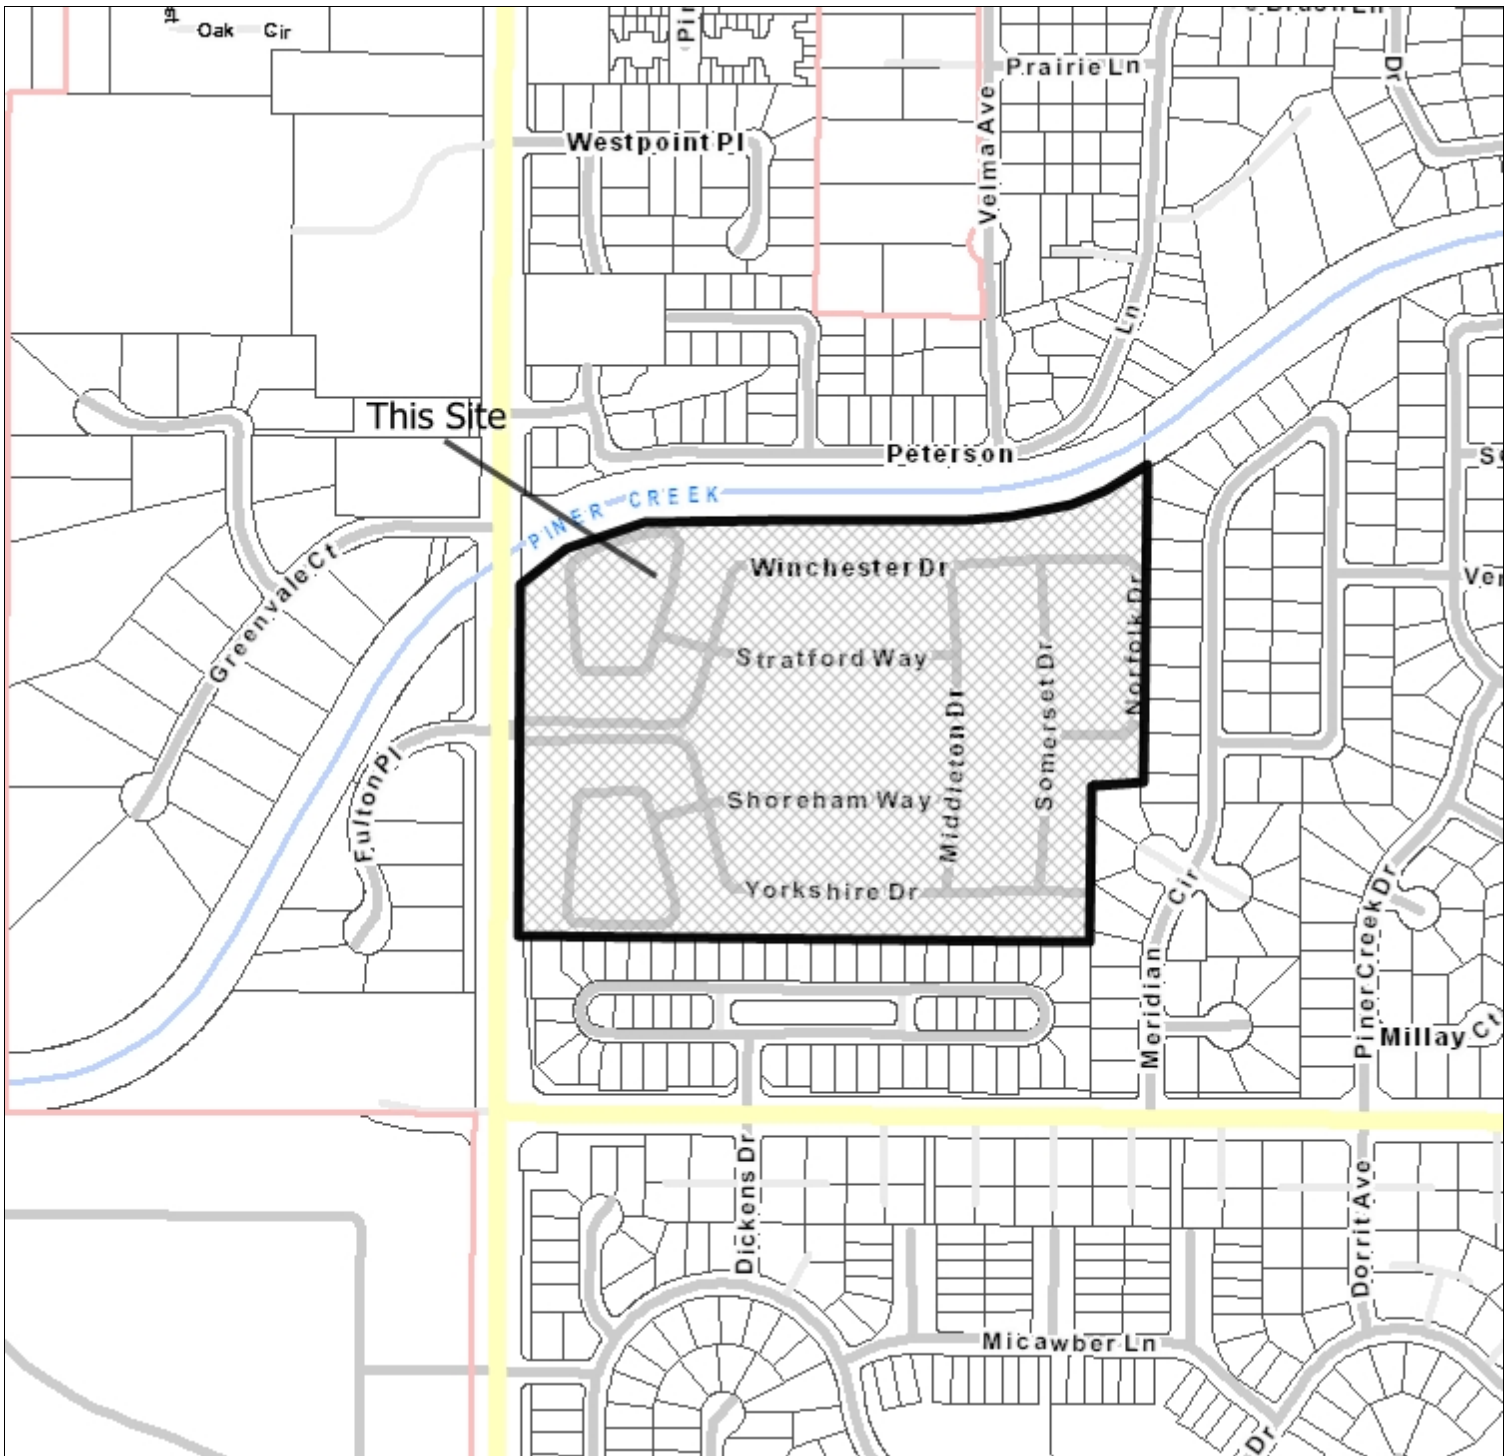 Oak Cir
Pin
Prairie Ln
Dr
Westpoint Pl
Velma Ave
Ln
This Site
Peterson
PINER CREEK
Greenvale Ct
Winchester Dr
Norfolk Dr
Stratford Way
Somerset Dr
Middleton Dr
Fulton Pl
Shoreham Way
Yorkshire Dr
Cir
Meridian
Piner Creek Dr
Millay Ct
Dickens Dr
Dorrit Ave
Micawber Ln
Dr